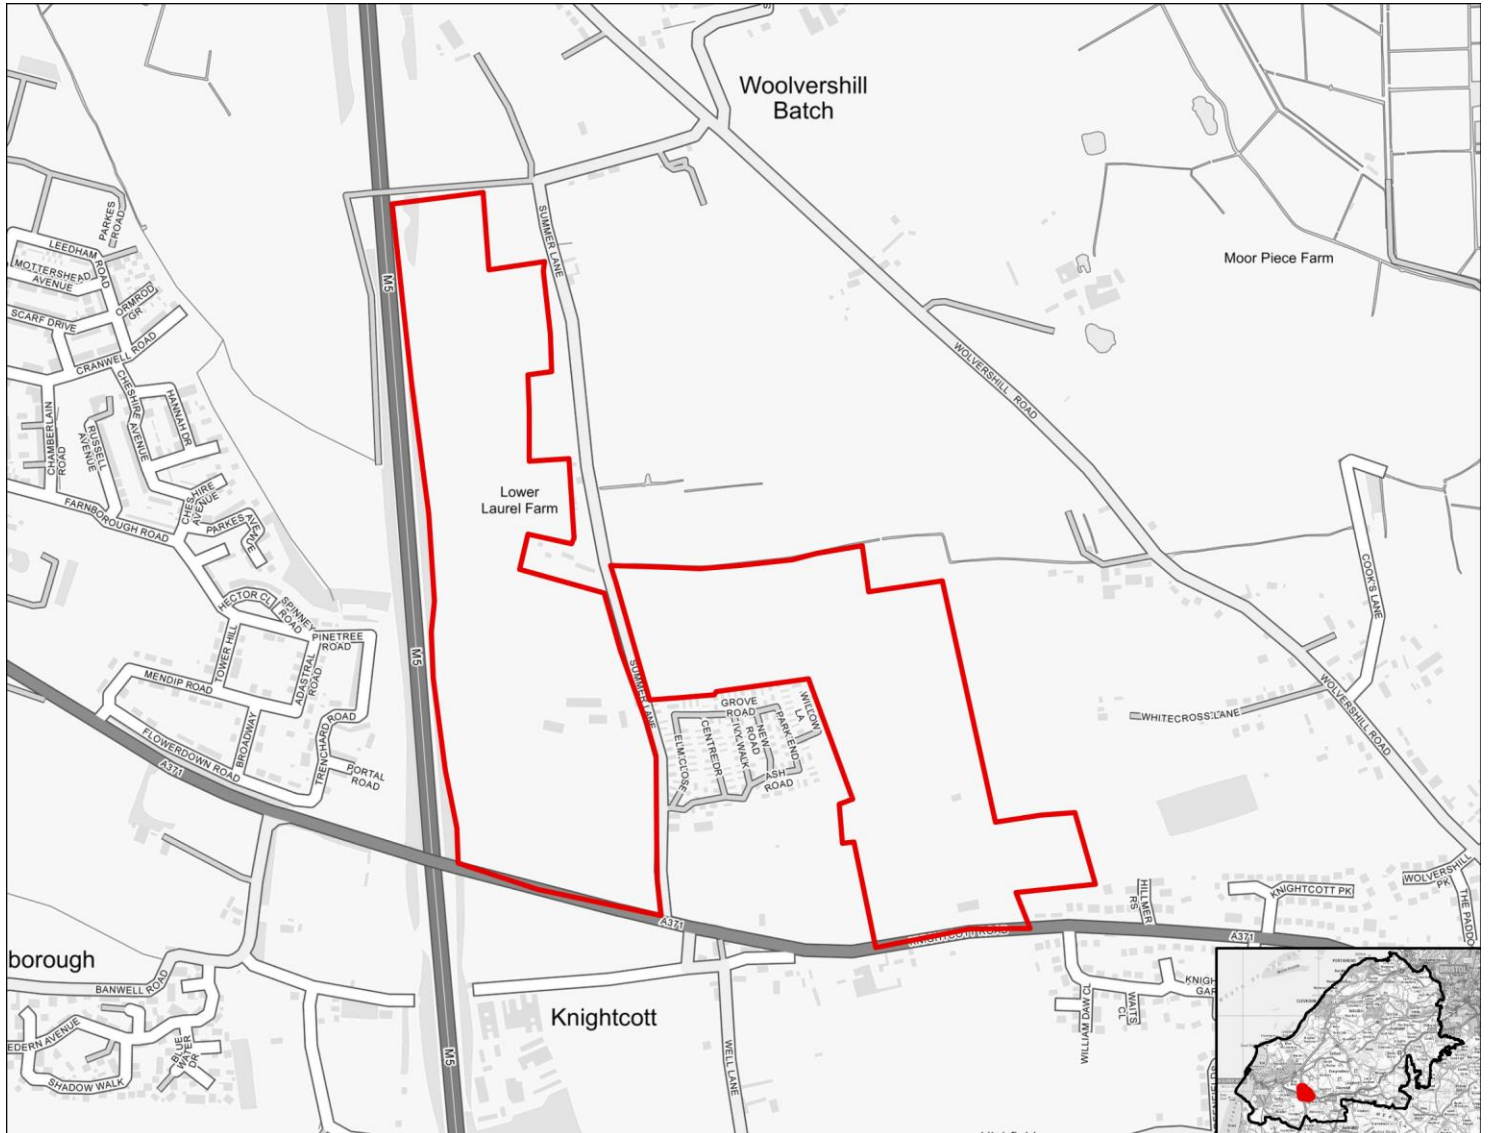 Woolvershill
Batch
PARKES
ROAD
LEEDHAM ROAD
MOTTERSHEAD
AVENUE
ORMROD
GR
SCARF DRIVE
CRANWELL ROAD
CHESHIRE AVENUE
HANNAH DR
CHAMBERLAIN
ROAD
RUSSELL
AVENUE
CHESHIRE
AVENUE
PARKES
AVENUE
FARNBOROUGH ROAD
M5
SUMMER LANE
Moor Piece Farm
WOLVERSHILL ROAD
Lower
Laurel Farm
COOK'S LANE
HECTOR CL
SPINNEY
ROAD
PINETREE
ROAD
TOWER HILL
ADASTRAL
ROAD
MENDIP ROAD
BROADWAY
TRENCHARD ROAD
FLOWERDOWN ROAD
PORTAL
ROAD
A371
M5
SUMMER LANE
GROVE
ROAD
WILLOW
LA
ELM CLOSE
CENTRE DR
IVY WALK
NEW
ROAD
PARK END
ASH
ROAD
WHITECROSS LANE
WOLVERSHILL ROAD
WOLVERSHILL
PK
KNIGHTCOTT PK
THE PADDO
HILLMER
RS
A371
KNIGHTCOTT ROAD
A371
borough
BANWELL ROAD
EDERN AVENUE
BLUE
WATER
DR
SHADOW WALK
Knightcott
M5
WELL LANE
WILLIAM DAW CL
WAITS
CL
KNIGH
GAR
BRISTOL